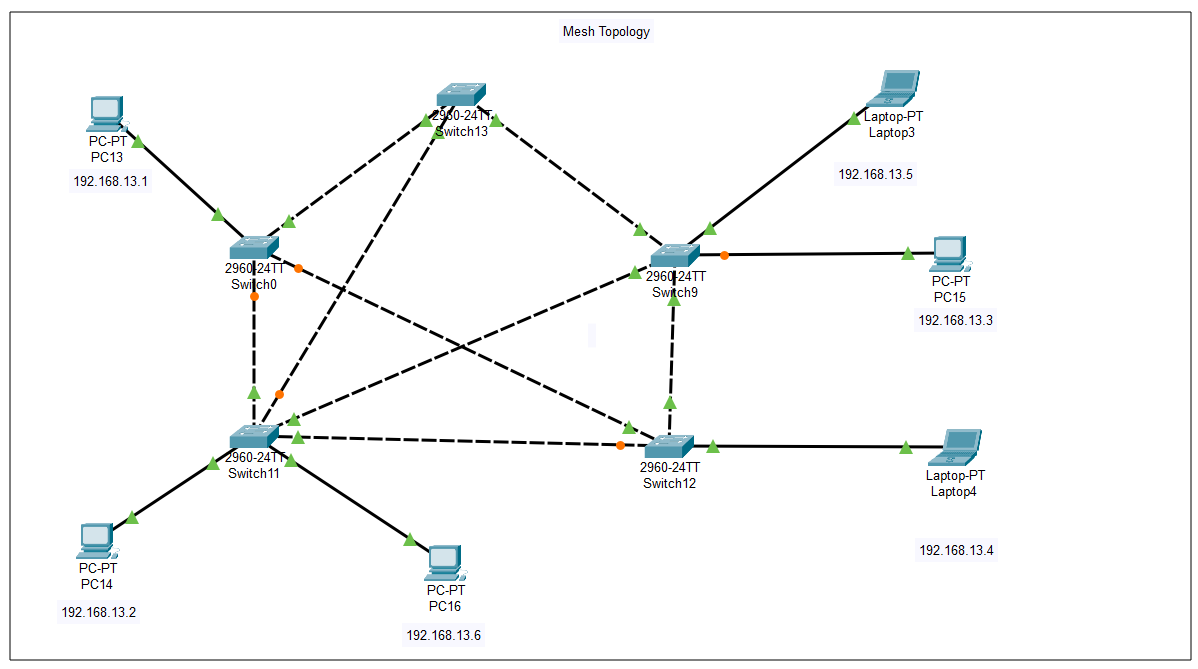 Mesh Topology
2960-24TT
Switch13
PC-PT
PC13
192.168.13.1
Laptop-PT
Laptop3
192.168.13.5
2960-24TT
Switch0
2960-24TT
Switch9
PC-PT
PC15
192.168.13.3
2960-24TT
Switch11
2960-24TT
Switch12
Laptop-PT
Laptop4
192.168.13.4
PC-PT
PC14
192.168.13.2
PC-PT
PC16
192.168.13.6